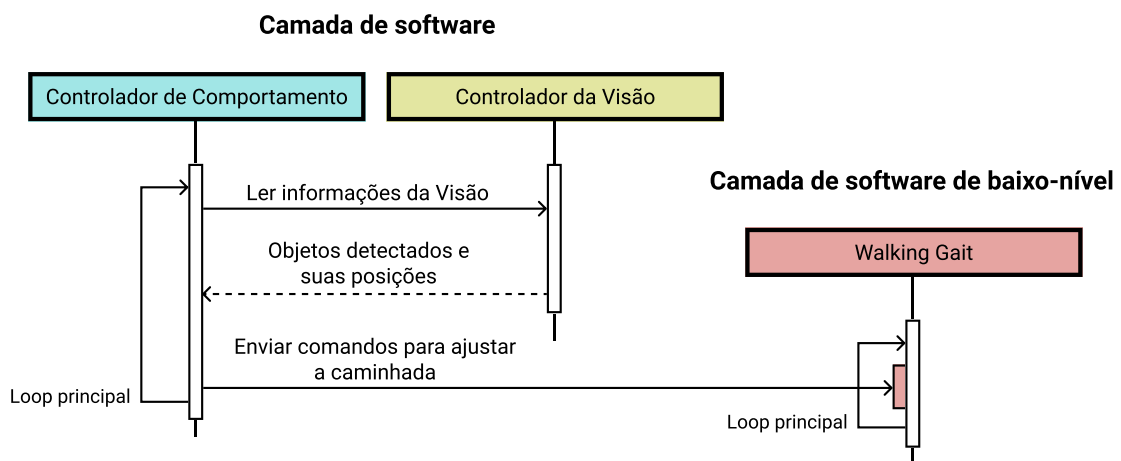 Camada de software
Controlador de Comportamento
Controlador da Visão
Camada de software de baixo-nível
Ler informações da Visão
Walking Gait
Objetos detectados e
suas posições
Enviar comandos para ajustar
a caminhada
Loop principal
Loop principal